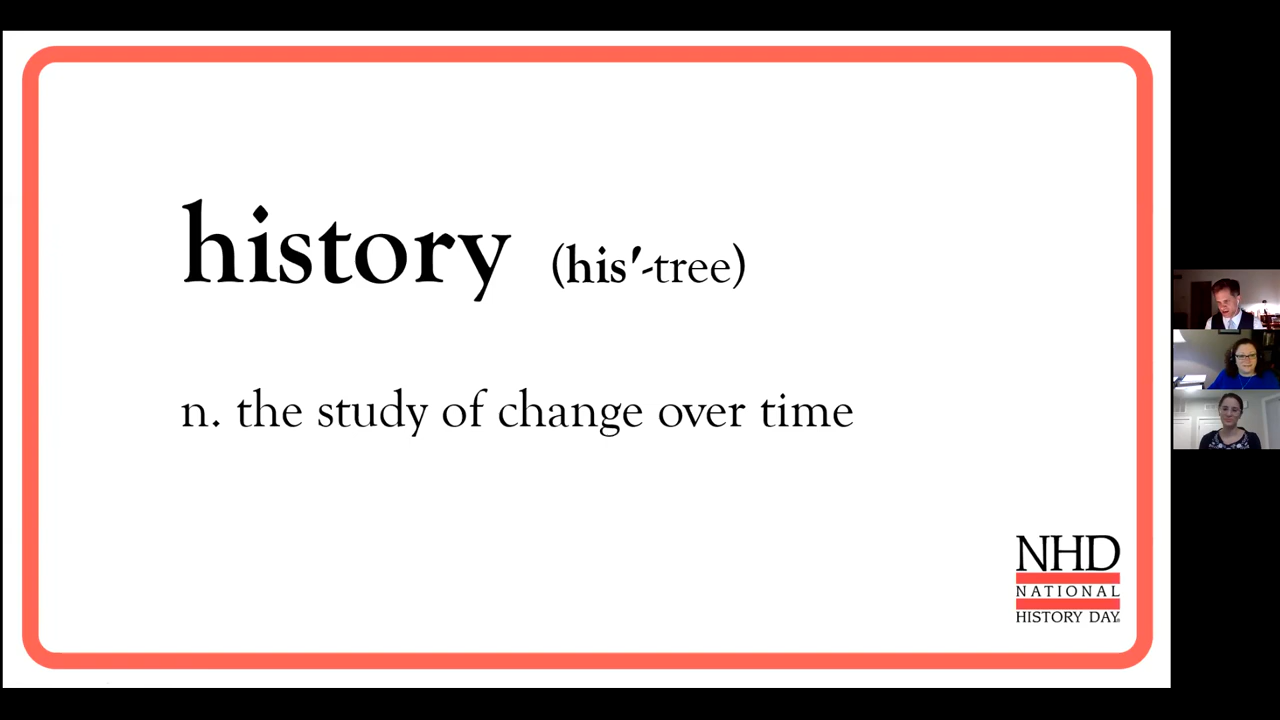 history (his′-tree)
n. the study of change over time
NHD
NATIONAL
HISTORY DAY®